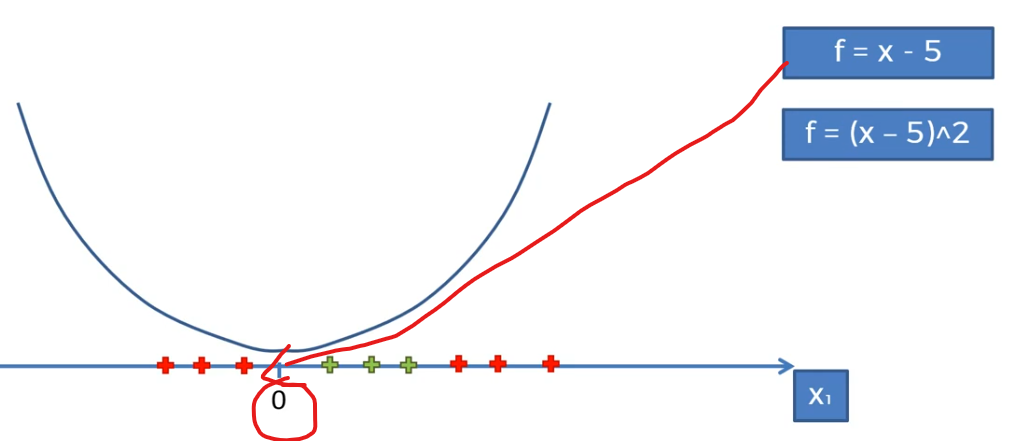 f = x - 5
f = (x – 5)^2
0
x₁